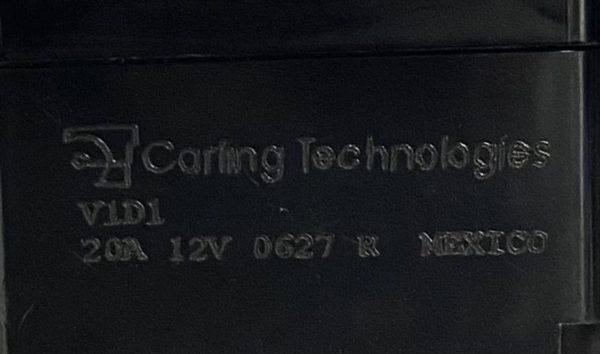 Carling Technologies
V1D1
20A 12V 0627 R MEXICO